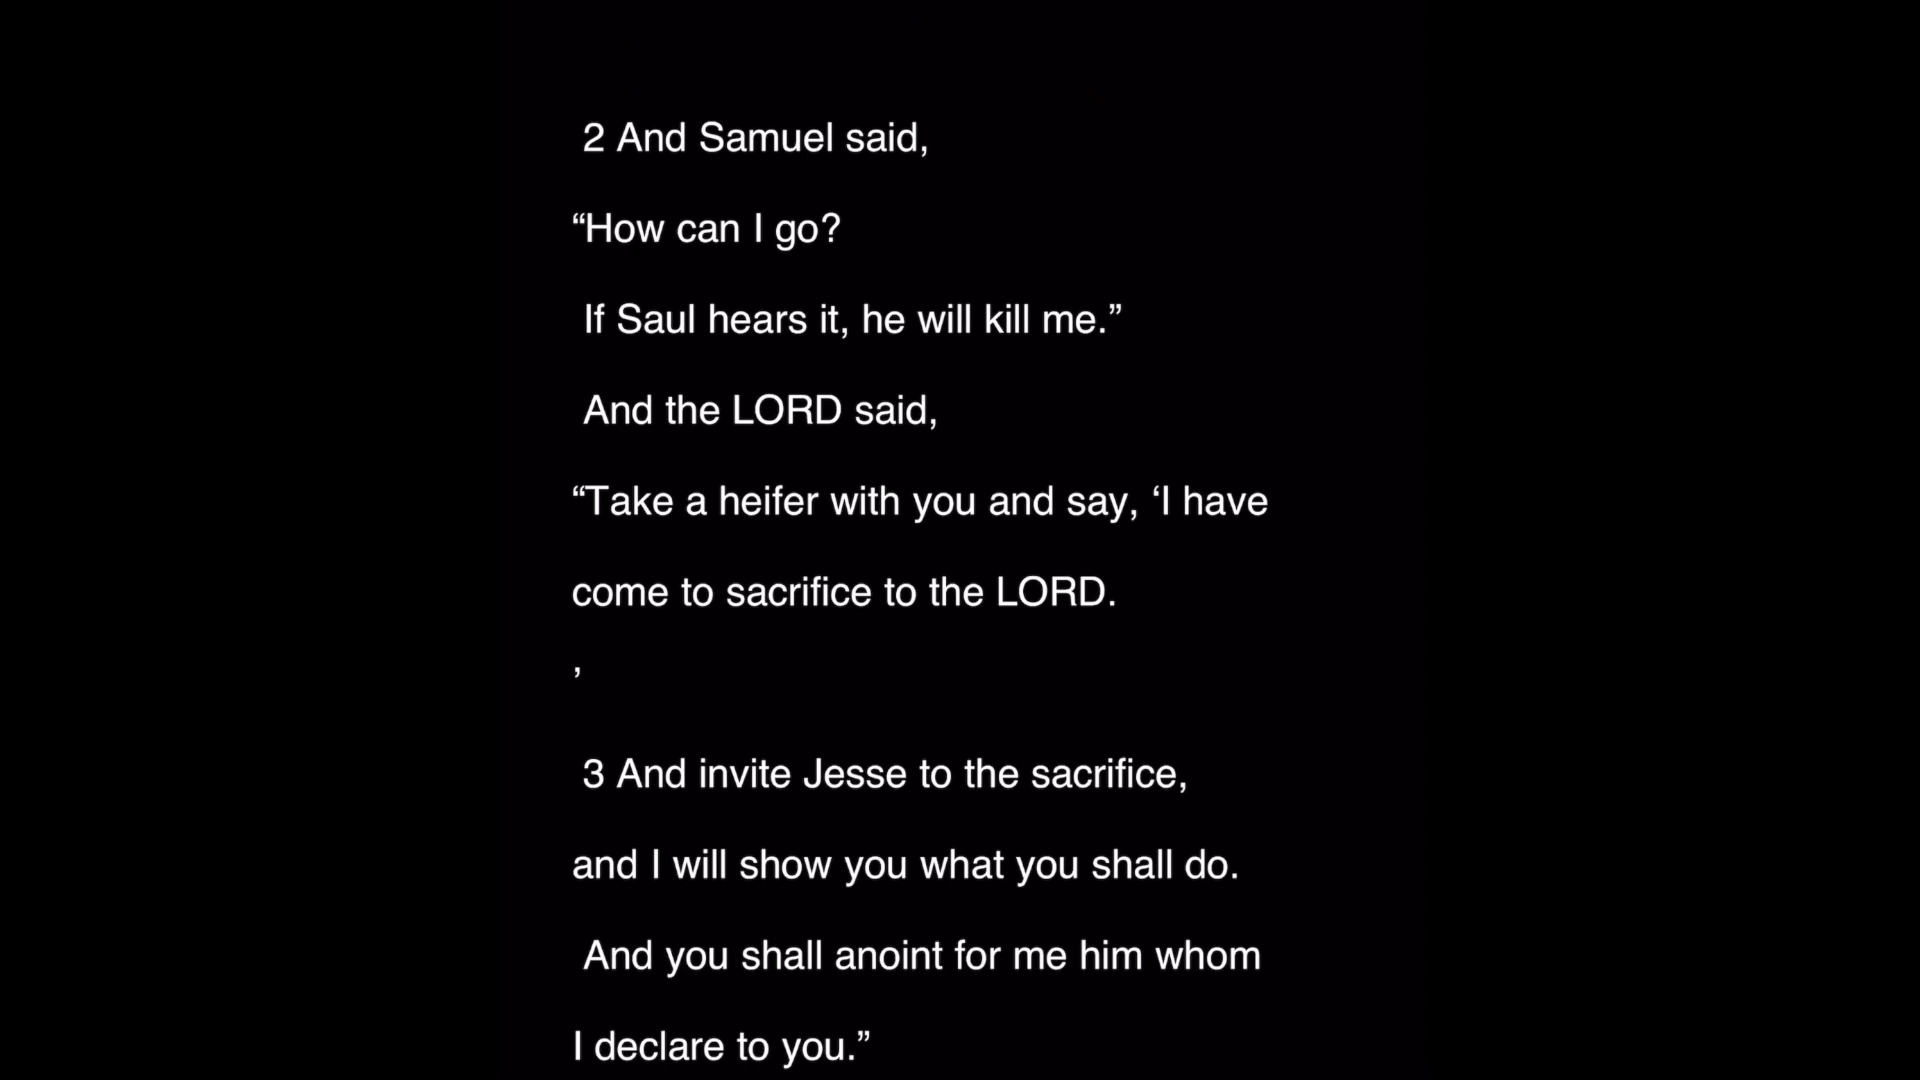 2 And Samuel said,
“How can I go?
If Saul hears it, he will kill me.”
And the LORD said,
“Take a heifer with you and say, ‘I have
come to sacrifice to the LORD.
’
3 And invite Jesse to the sacrifice,
and I will show you what you shall do.
And you shall anoint for me him whom
I declare to you.”